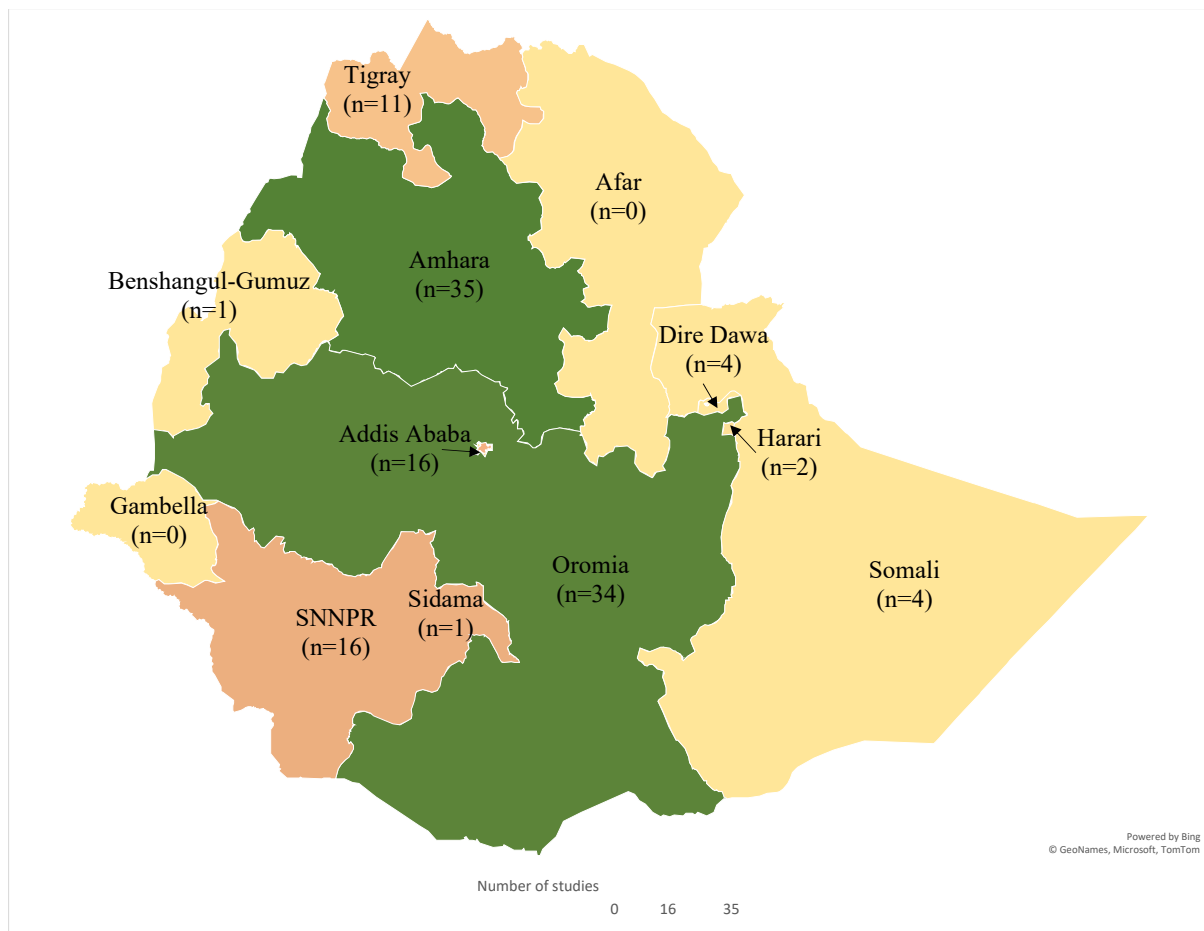 Tigray
(n=11)
Afar
(n=0)
Amhara
(n=35)
Benshangul-Gumuz
(n=1)
Dire Dawa
(n=4)
Addis Ababa
(n=16)
Harari
(n=2)
Gambella
(n=0)
Oromia
(n=34)
Somali
(n=4)
SNNPR
(n=16)
Sidama
(n=1)
Powered by Bing
© GeoNames, Microsoft, TomTom
Number of studies
0 16 35